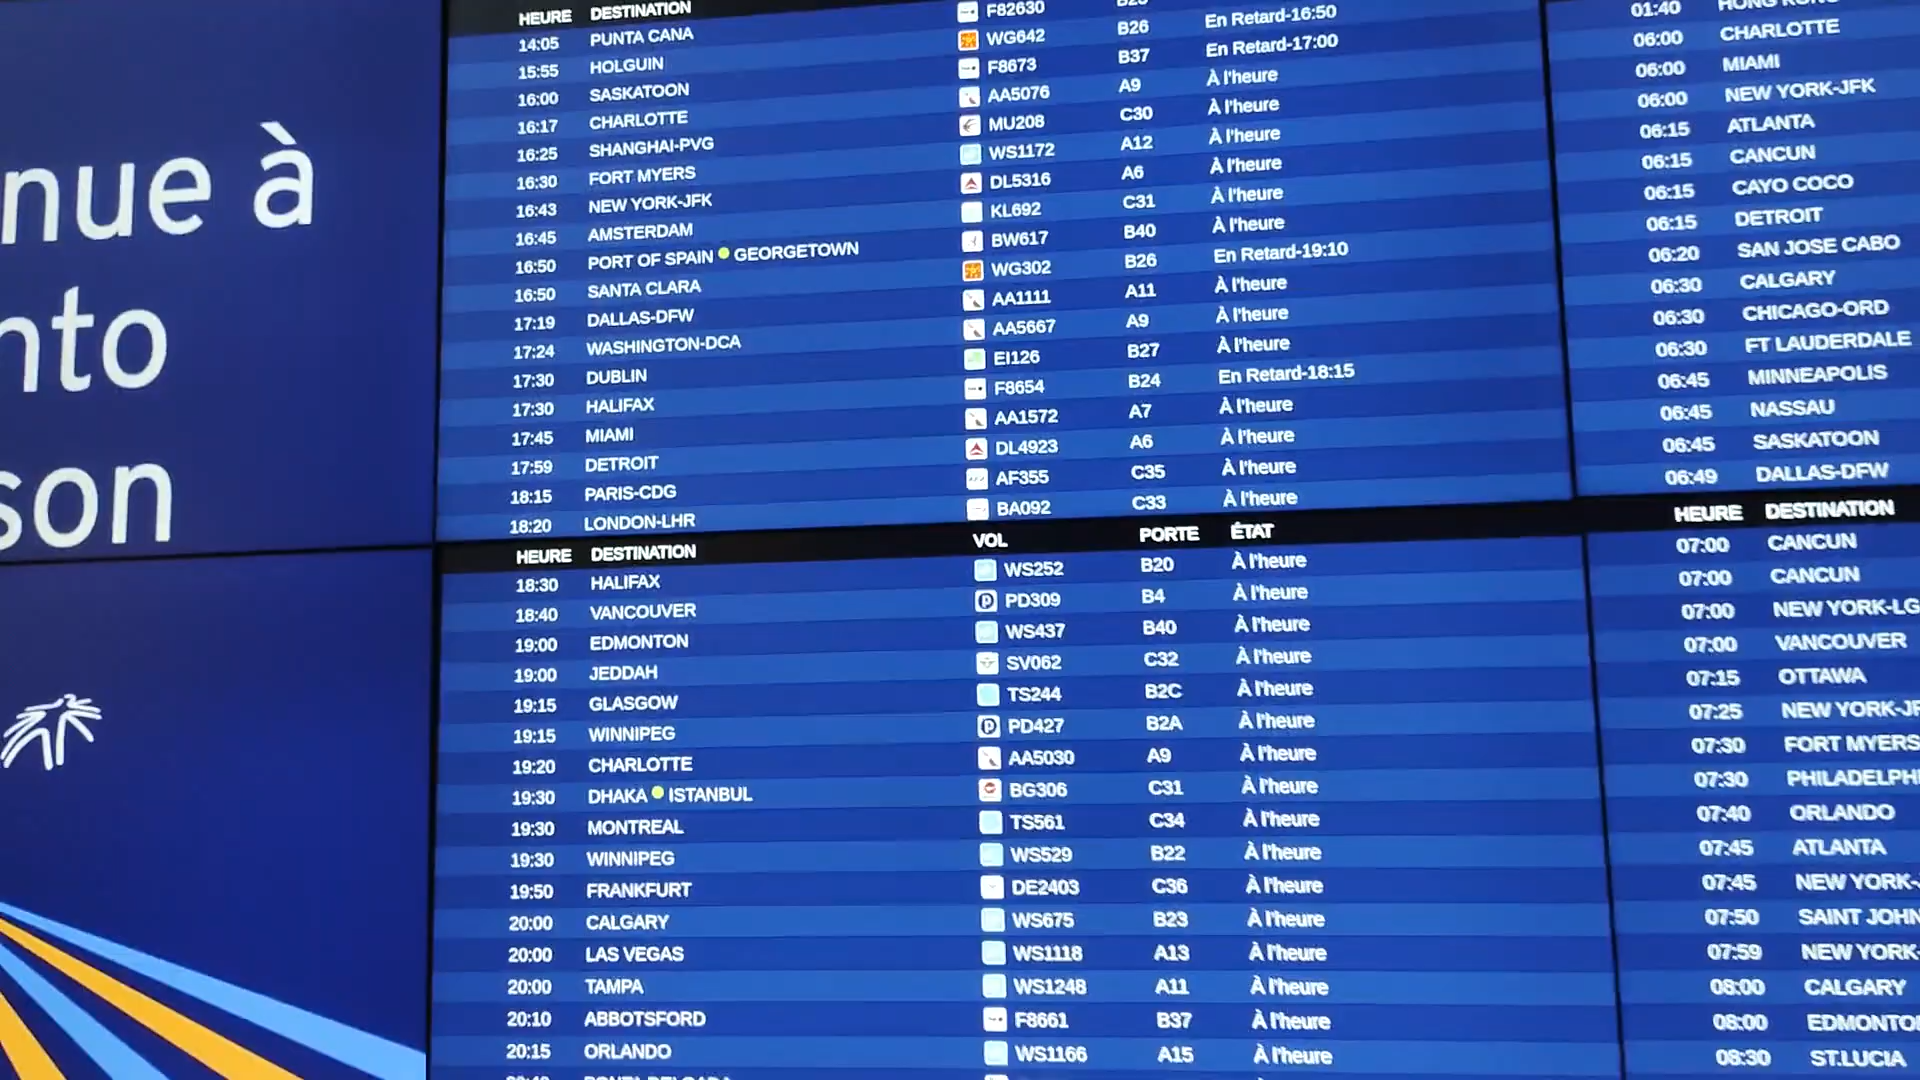 nue à
nto
son
HEURE DESTINATION
14:05 PUNTA CANA F82630
15:55 HOLGUIN WG642 B26 En Retard-16:50
16:00 SASKATOON F8673 B37 En Retard-17:00
16:17 CHARLOTTE AA5076 A9 À l'heure
16:25 SHANGHAI-PVG MU208 C30 À l'heure
16:30 FORT MYERS WS1172 A12 À l'heure
16:43 NEW YORK-JFK DL5316 A6 À l'heure
16:45 AMSTERDAM KL692 C31 À l'heure
16:50 PORT OF SPAIN GEORGETOWN BW617 B40 À l'heure
16:50 SANTA CLARA WG302 B26 En Retard-19:10
17:19 DALLAS-DFW AA1111 A11 À l'heure
17:24 WASHINGTON-DCA AA5667 A9 À l'heure
17:30 DUBLIN EI126 B27 À l'heure
17:30 HALIFAX F8654 B24 En Retard-18:15
17:45 MIAMI AA1572 A7 À l'heure
17:59 DETROIT DL4923 A6 À l'heure
18:15 PARIS-CDG AF355 C35 À l'heure
18:20 LONDON-LHR BA092 C33 À l'heure
HEURE DESTINATION VOL PORTE ÉTAT
18:30 HALIFAX WS252 B20 À l'heure
18:40 VANCOUVER PD309 B4 À l'heure
19:00 EDMONTON WS437 B40 À l'heure
19:00 JEDDAH SV062 C32 À l'heure
19:15 GLASGOW TS244 B2C À l'heure
19:15 WINNIPEG PD427 B2A À l'heure
19:20 CHARLOTTE AA5030 A9 À l'heure
19:30 DHAKA ISTANBUL BG306 C31 À l'heure
19:30 MONTREAL TS561 C34 À l'heure
19:30 WINNIPEG WS529 B22 À l'heure
19:50 FRANKFURT DE2403 C36 À l'heure
20:00 CALGARY WS675 B23 À l'heure
20:00 LAS VEGAS WS1118 A13 À l'heure
20:00 TAMPA WS1248 A11 À l'heure
20:10 ABBOTSFORD F8661 B37 À l'heure
20:15 ORLANDO WS1166 A15 À l'heure
01:40 HONG KONG
06:00 CHARLOTTE
06:00 MIAMI
06:00 NEW YORK-JFK
06:15 ATLANTA
06:15 CANCUN
06:15 CAYO COCO
06:15 DETROIT
06:20 SAN JOSE CABO
06:30 CALGARY
06:30 CHICAGO-ORD
06:30 FT LAUDERDALE
06:45 MINNEAPOLIS
06:45 NASSAU
06:45 SASKATOON
06:49 DALLAS-DFW
HEURE DESTINATION
07:00 CANCUN
07:00 CANCUN
07:00 NEW YORK-LG
07:00 VANCOUVER
07:15 OTTAWA
07:25 NEW YORK-JF
07:30 FORT MYERS
07:30 PHILADELPHI
07:40 ORLANDO
07:45 ATLANTA
07:45 NEW YORK-
07:50 SAINT JOHN
07:59 NEW YORK-
08:00 CALGARY
08:00 EDMONTO
08:30 ST.LUCIA